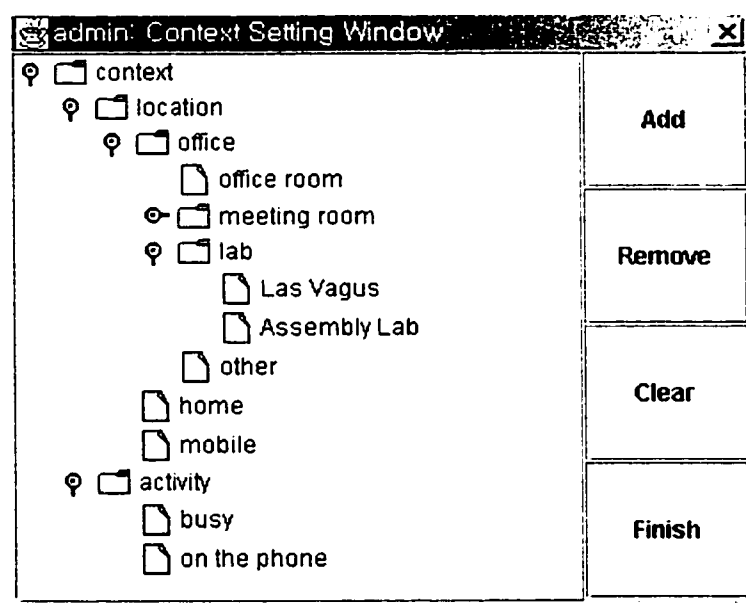 admin: Context Setting Window
context
location
office
office room
meeting room
lab
Las Vagus
Assembly Lab
other
home
mobile
activity
busy
on the phone
Add
Remove
Clear
Finish